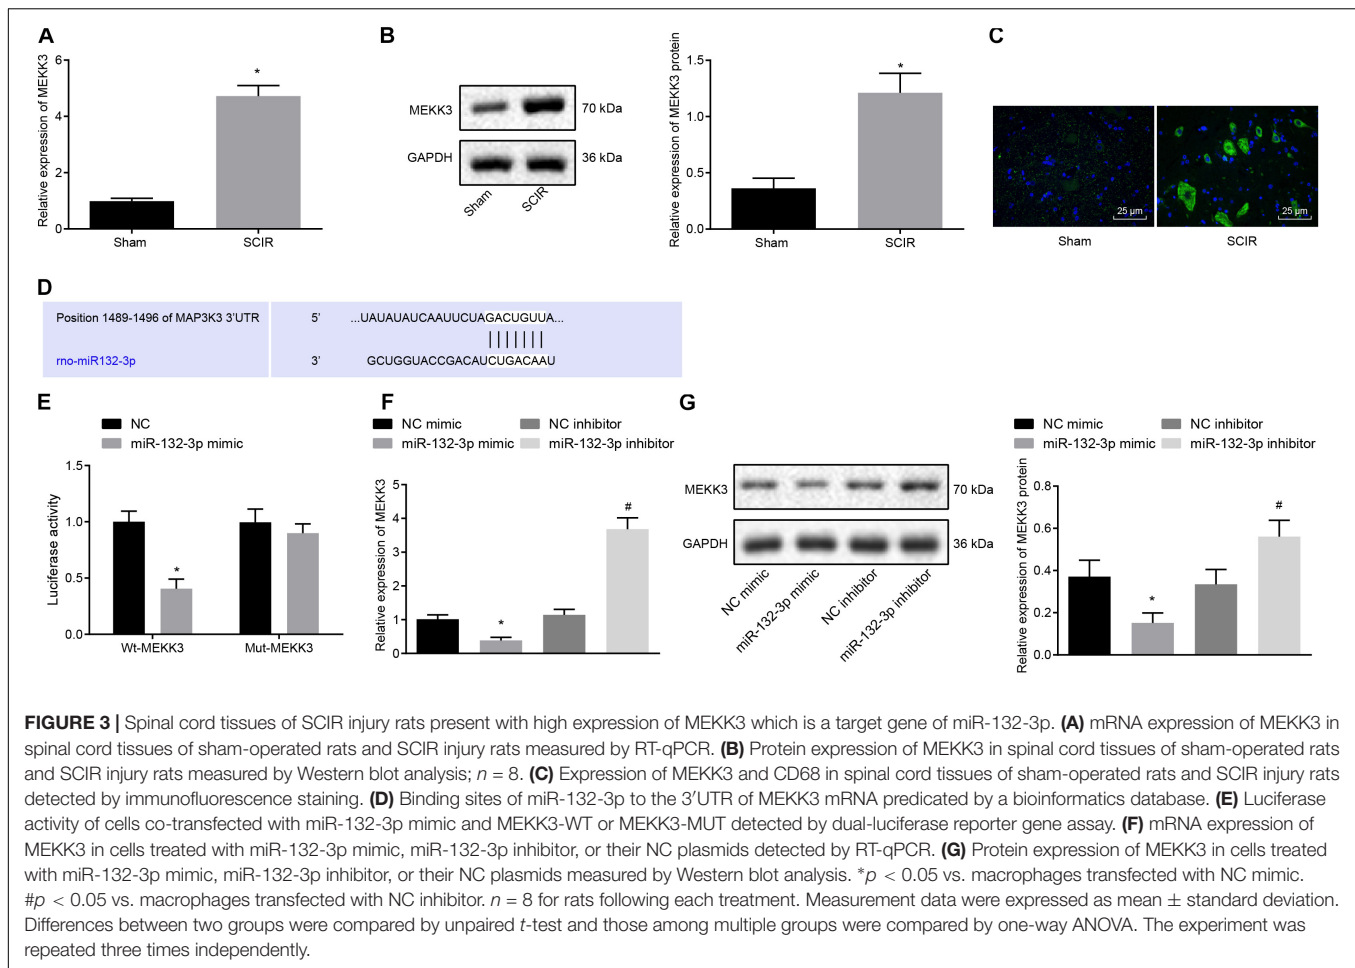 A
Relative expression of MEKK3
6
4
2
0
*
Sham
SCIR
B
MEKK3
70 kDa
GAPDH
36 kDa
Sham
SCIR
Relative expression of MEKK3 protein
1.5
1.0
0.5
0.0
*
Sham
SCIR
C
25 µm
25 µm
Sham
SCIR
D
Position 1489-1496 of MAP3K3 3'UTR
5'
...UAUAUAUCAAUUCUAGACUGUUA...
rno-miR132-3p
3'
GCUGGUACCGACAUCUGACAAU
E
NC
miR-132-3p mimic
Luciferase activity
1.5
1.0
0.5
0.0
*
Wt-MEKK3
Mut-MEKK3
F
NC mimic
NC inhibitor
miR-132-3p mimic
miR-132-3p inhibitor
Relative expression of MEKK3
5
4
3
2
1
0
*
#
G
MEKK3
70 kDa
GAPDH
36 kDa
NC mimic
miR-132-3p mimic
NC inhibitor
miR-132-3p inhibitor
NC mimic
NC inhibitor
miR-132-3p mimic
miR-132-3p inhibitor
Relative expression of MEKK3 protein
0.8
0.6
0.4
0.2
0.0
*
#
FIGURE 3 | Spinal cord tissues of SCIR injury rats present with high expression of MEKK3 which is a target gene of miR-132-3p. (A) mRNA expression of MEKK3 in
spinal cord tissues of sham-operated rats and SCIR injury rats measured by RT-qPCR. (B) Protein expression of MEKK3 in spinal cord tissues of sham-operated rats
and SCIR injury rats measured by Western blot analysis; n = 8. (C) Expression of MEKK3 and CD68 in spinal cord tissues of sham-operated rats and SCIR injury rats
detected by immunofluorescence staining. (D) Binding sites of miR-132-3p to the 3′UTR of MEKK3 mRNA predicated by a bioinformatics database. (E) Luciferase
activity of cells co-transfected with miR-132-3p mimic and MEKK3-WT or MEKK3-MUT detected by dual-luciferase reporter gene assay. (F) mRNA expression of
MEKK3 in cells treated with miR-132-3p mimic, miR-132-3p inhibitor, or their NC plasmids detected by RT-qPCR. (G) Protein expression of MEKK3 in cells treated
with miR-132-3p mimic, miR-132-3p inhibitor, or their NC plasmids measured by Western blot analysis. *p < 0.05 vs. macrophages transfected with NC mimic.
#p < 0.05 vs. macrophages transfected with NC inhibitor. n = 8 for rats following each treatment. Measurement data were expressed as mean ± standard deviation.
Differences between two groups were compared by unpaired t-test and those among multiple groups were compared by one-way ANOVA. The experiment was
repeated three times independently.